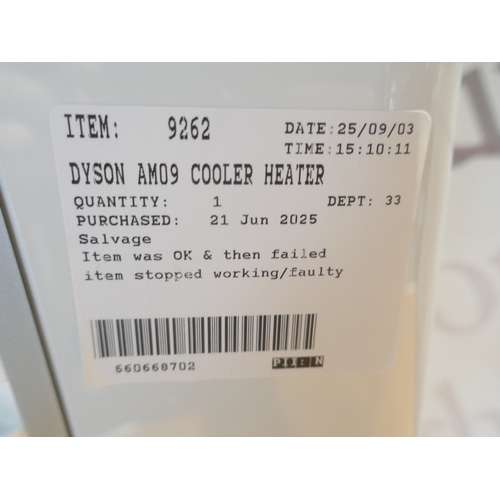 ITEM: 9262 DATE:25/09/03
TIME:15:10:11
DYSON AM09 COOLER HEATER
QUANTITY: 1 DEPT: 33
PURCHASED: 21 Jun 2025
Salvage
Item was OK & then failed
item stopped working/faulty
660668702 PII: N